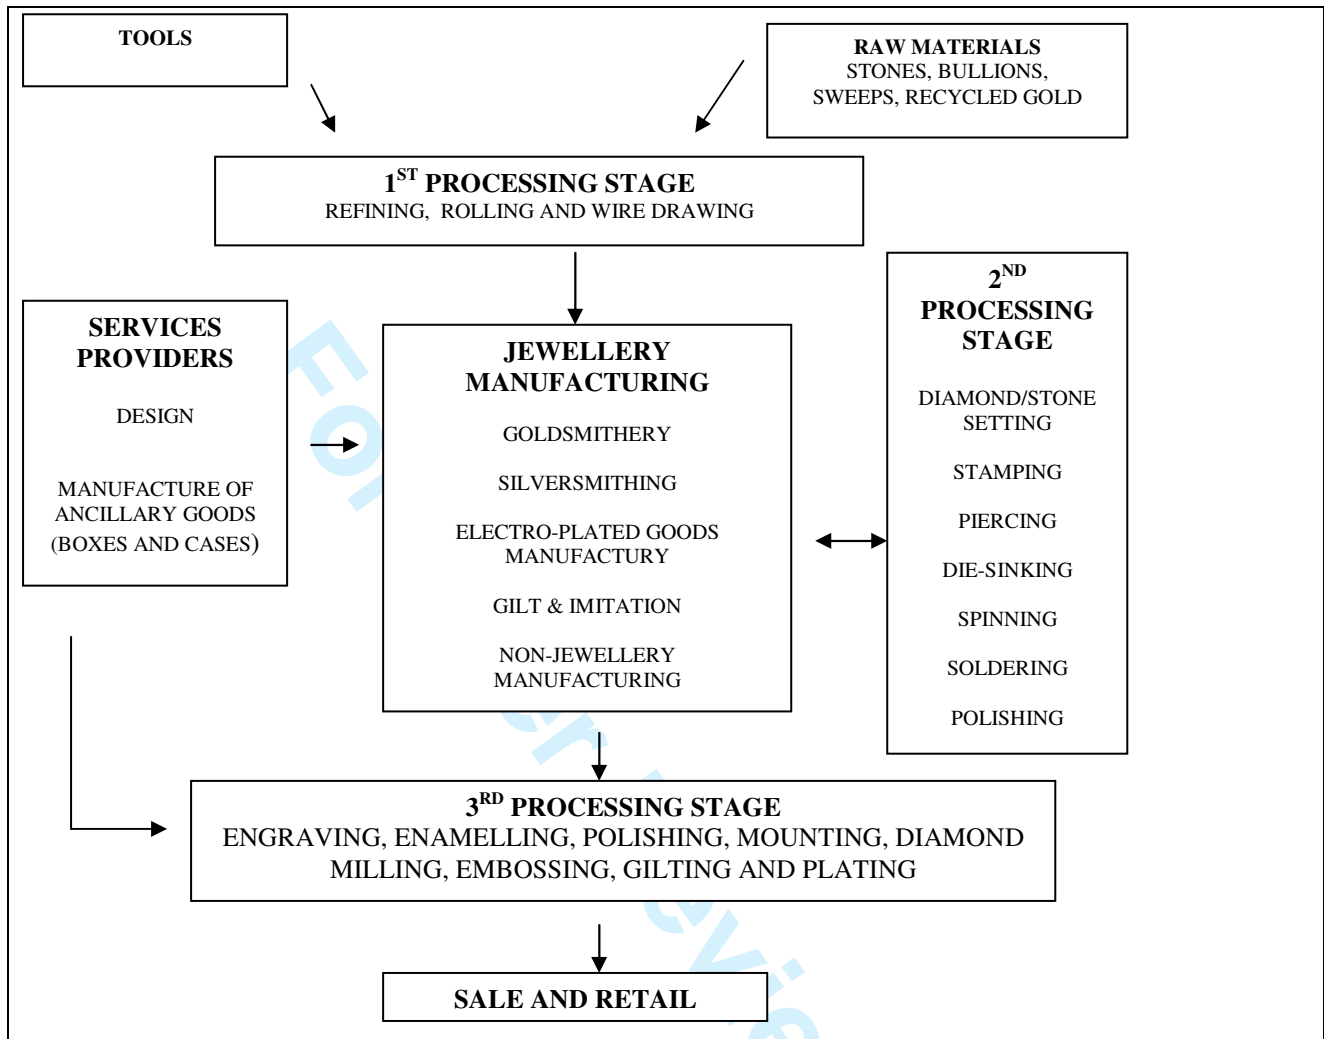 TOOLS
RAW MATERIALS
STONES, BULLIONS,
SWEEPS, RECYCLED GOLD
1ST PROCESSING STAGE
REFINING, ROLLING AND WIRE DRAWING
SERVICES
PROVIDERS
DESIGN
MANUFACTURE OF
ANCILLARY GOODS
(BOXES AND CASES)
JEWELLERY
MANUFACTURING
GOLDSMITHERY
SILVERSMITHING
ELECTRO-PLATED GOODS
MANUFACTURY
GILT & IMITATION
NON-JEWELLERY
MANUFACTURING
2ND
PROCESSING
STAGE
DIAMOND/STONE
SETTING
STAMPING
PIERCING
DIE-SINKING
SPINNING
SOLDERING
POLISHING
3RD PROCESSING STAGE
ENGRAVING, ENAMELLING, POLISHING, MOUNTING, DIAMOND
MILLING, EMBOSSING, GILTING AND PLATING
SALE AND RETAIL